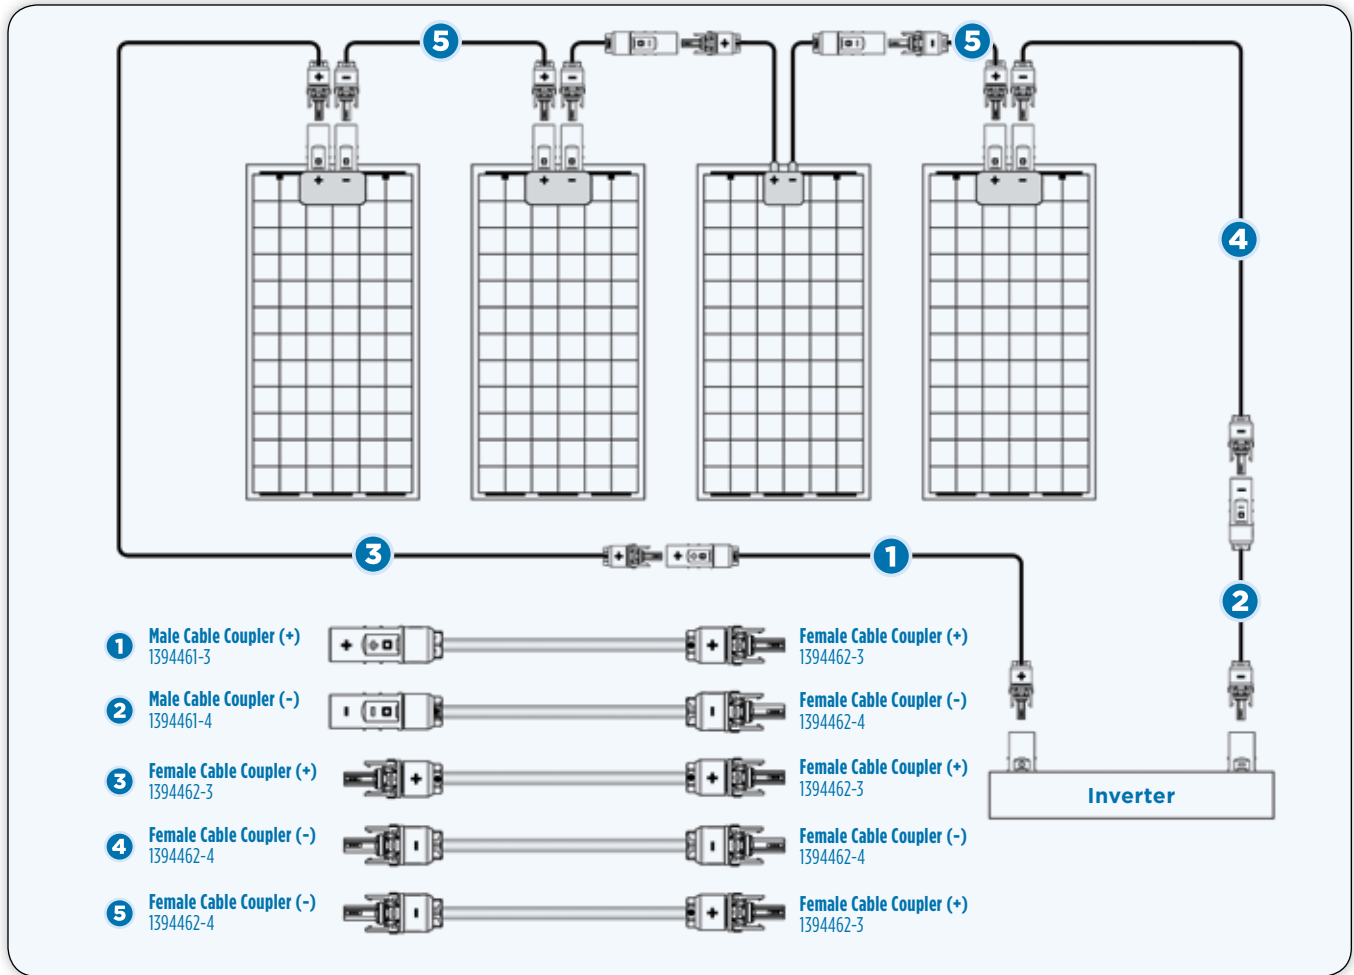 5
5
4
3
1
2
1 Male Cable Coupler (+) Female Cable Coupler (+)
1394461-3 1394462-3
2 Male Cable Coupler (-) Female Cable Coupler (-)
1394461-4 1394462-4
3 Female Cable Coupler (+) Female Cable Coupler (+)
1394462-3 1394462-3
Inverter
4 Female Cable Coupler (-) Female Cable Coupler (-)
1394462-4 1394462-4
5 Female Cable Coupler (-) Female Cable Coupler (+)
1394462-4 1394462-3